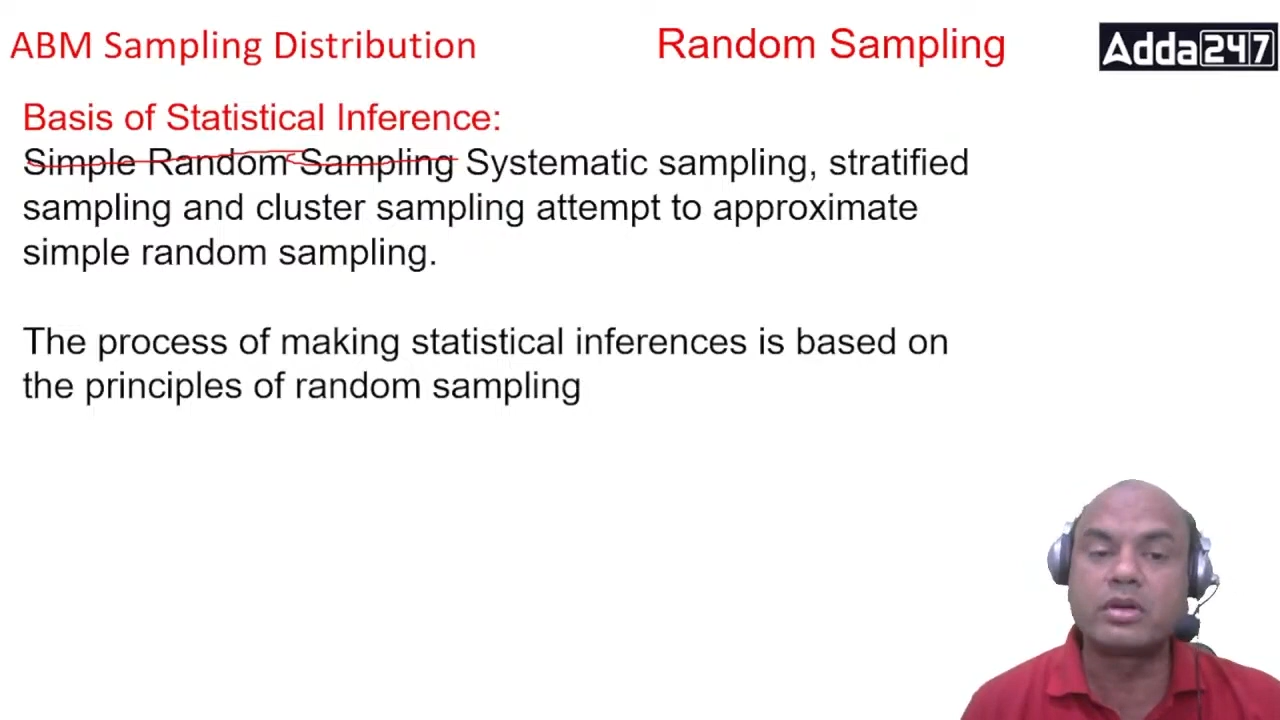 ABM Sampling Distribution
Random Sampling
Adda247
Basis of Statistical Inference:
Simple Random Sampling Systematic sampling, stratified
sampling and cluster sampling attempt to approximate
simple random sampling.
The process of making statistical inferences is based on
the principles of random sampling